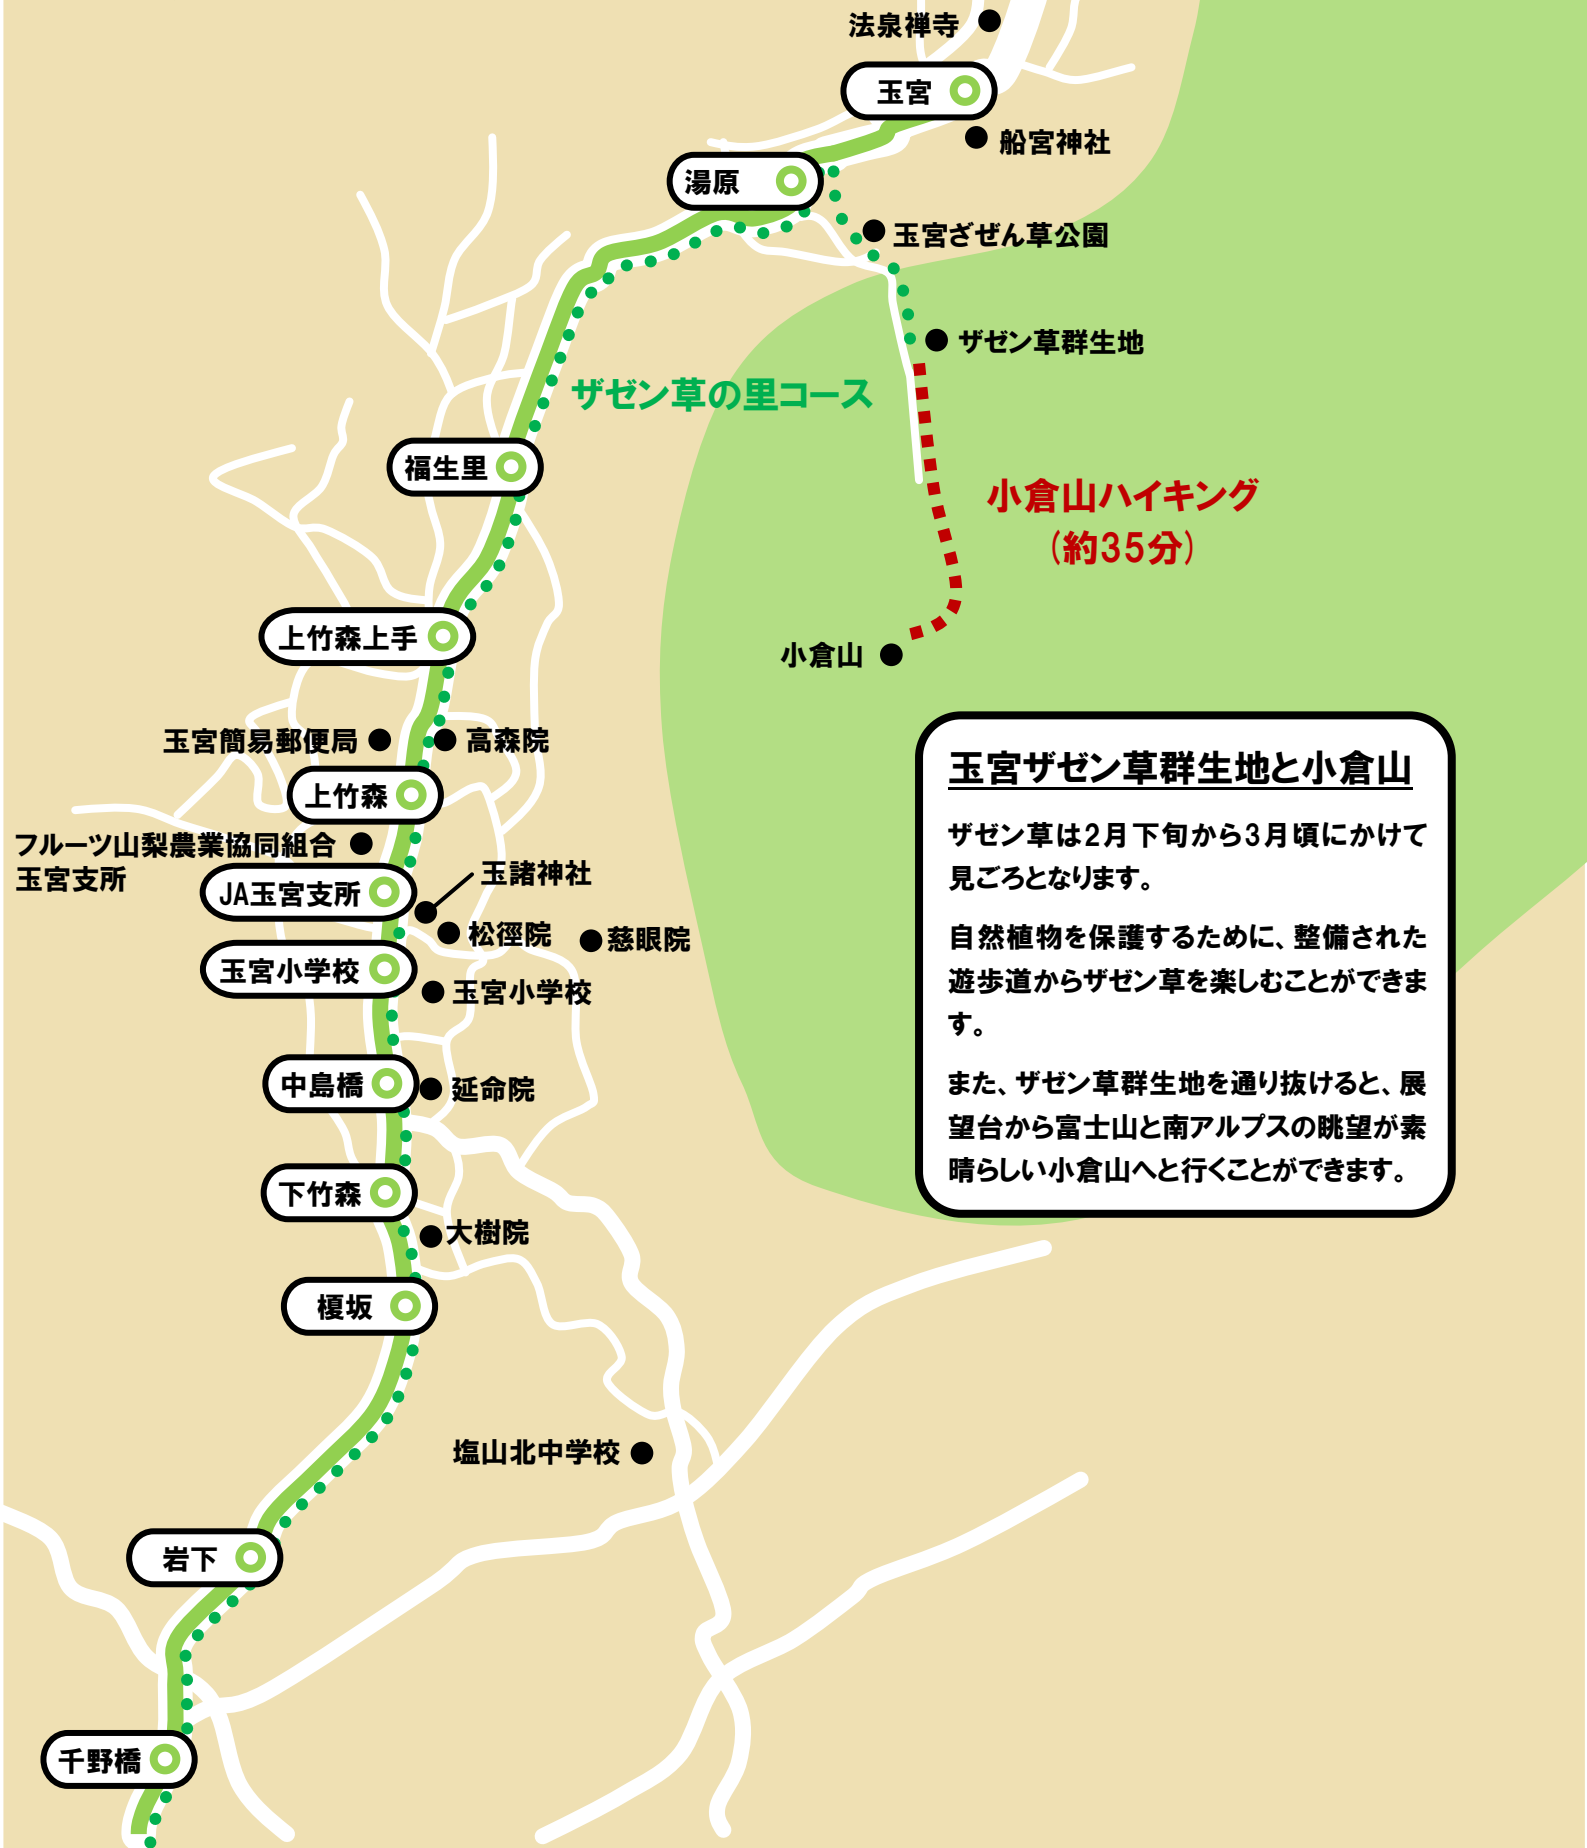 法泉禅寺
玉宮
船宮神社
湯原
玉宮ざぜん草公園
ザゼン草群生地
ザゼン草の里コース
福生里
小倉山ハイキング
(約35分)
上竹森上手
小倉山
玉宮簡易郵便局
高森院
上竹森
フルーツ山梨農業協同組合
玉宮支所
JA玉宮支所
玉諸神社
松徑院
慈眼院
玉宮小学校
玉宮小学校
中島橋
延命院
下竹森
大樹院
榎坂
塩山北中学校
岩下
千野橋
玉宮ザゼン草群生地と小倉山
ザゼン草は2月下旬から3月頃にかけて
見ごろとなります。
自然植物を保護するために、整備された
遊歩道からザゼン草を楽しむことができま
す。
また、ザゼン草群生地を通り抜けると、展
望台から富士山と南アルプスの眺望が素
晴らしい小倉山へと行くことができます。